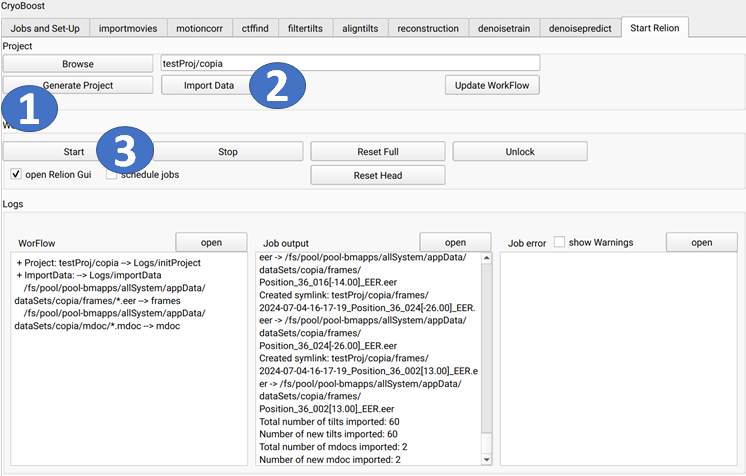 CryoBoost
Jobs and Set-Up importmovies motioncorr ctffind filtertilts aligntilts reconstruction denoisetrain denoisepredict Start Relion
Project
Browse testProj/copia
Generate Project Import Data 2 Update WorkFlow
1
W
Start 3 Stop Reset Full Unlock
open Relion Gui schedule jobs Reset Head
Logs
WorFlow open Job output open Job error show Warnings open
+ Project: testProj/copia --> Logs/initProject
+ ImportData: --> Logs/importData
/fs/pool/pool-bmapps/allSystem/appData/
dataSets/copia/frames/*.eer --> frames
/fs/pool/pool-bmapps/allSystem/appData/
dataSets/copia/mdoc/*.mdoc --> mdoc
eer -> /fs/pool/pool-bmapps/allSystem/appData/
dataSets/copia/frames/
Position_36_016[-14.00]_EER.eer
Created symlink: testProj/copia/frames/
2024-07-04-16-17-19_Position_36_024[-26.00]_EER.
eer -> /fs/pool/pool-bmapps/allSystem/appData/
dataSets/copia/frames/
Position_36_024[-26.00]_EER.eer
Created symlink: testProj/copia/frames/
2024-07-04-16-17-19_Position_36_002[13.00]_EER.e
er -> /fs/pool/pool-bmapps/allSystem/appData/
dataSets/copia/frames/
Position_36_002[13.00]_EER.eer
Total number of tilts imported: 60
Number of new tilts imported: 60
Total number of mdocs imported: 2
Number of new mdoc imported: 2